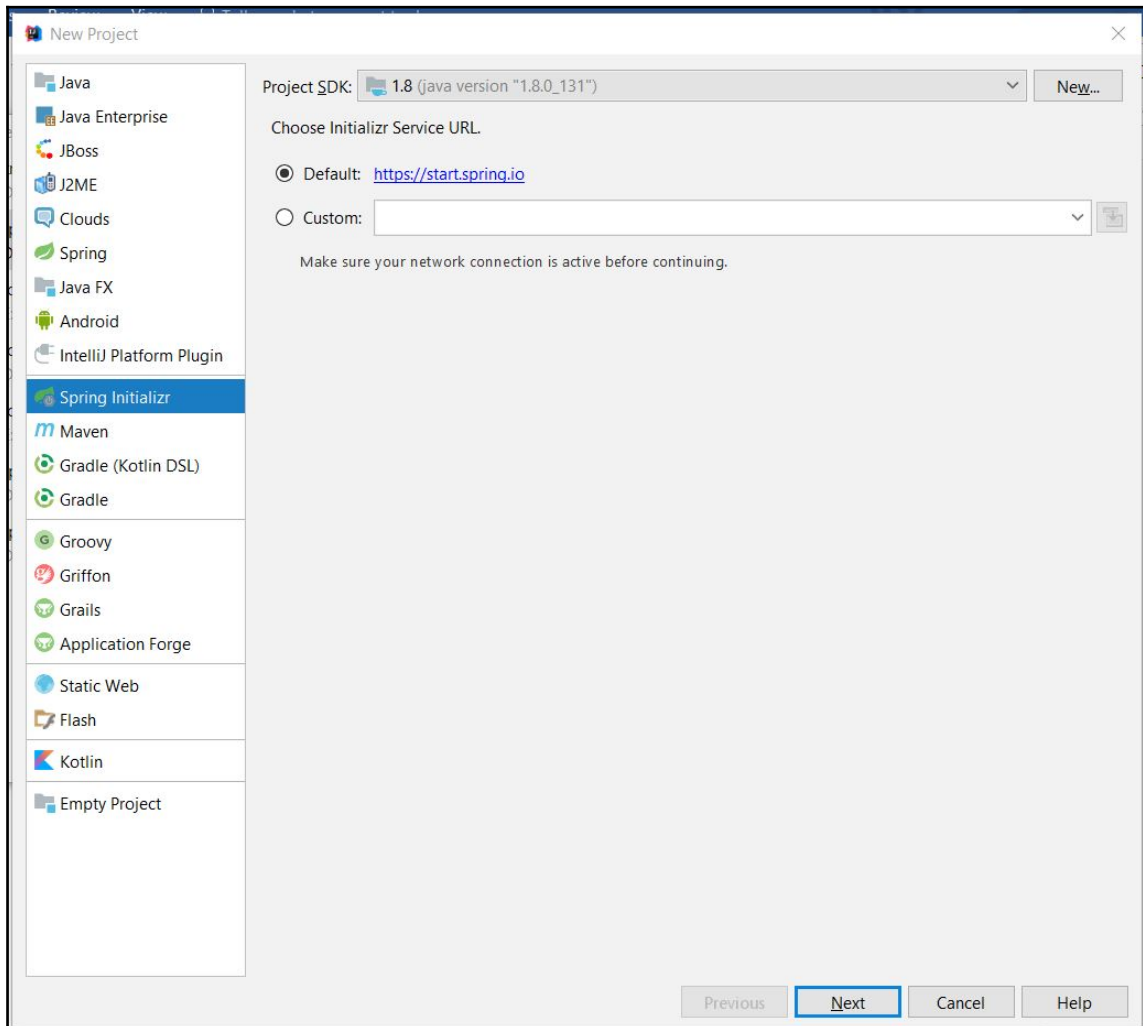 New Project
Java
Java Enterprise
JBoss
J2ME
Clouds
Spring
Java FX
Android
IntelliJ Platform Plugin
Spring Initializr
Maven
Gradle (Kotlin DSL)
Gradle
Groovy
Griffon
Grails
Application Forge
Static Web
Flash
Kotlin
Empty Project
Project SDK: 1.8 (java version "1.8.0_131") New...
Choose Initializr Service URL.
Default: https://start.spring.io
Custom:
Make sure your network connection is active before continuing.
Previous Next Cancel Help